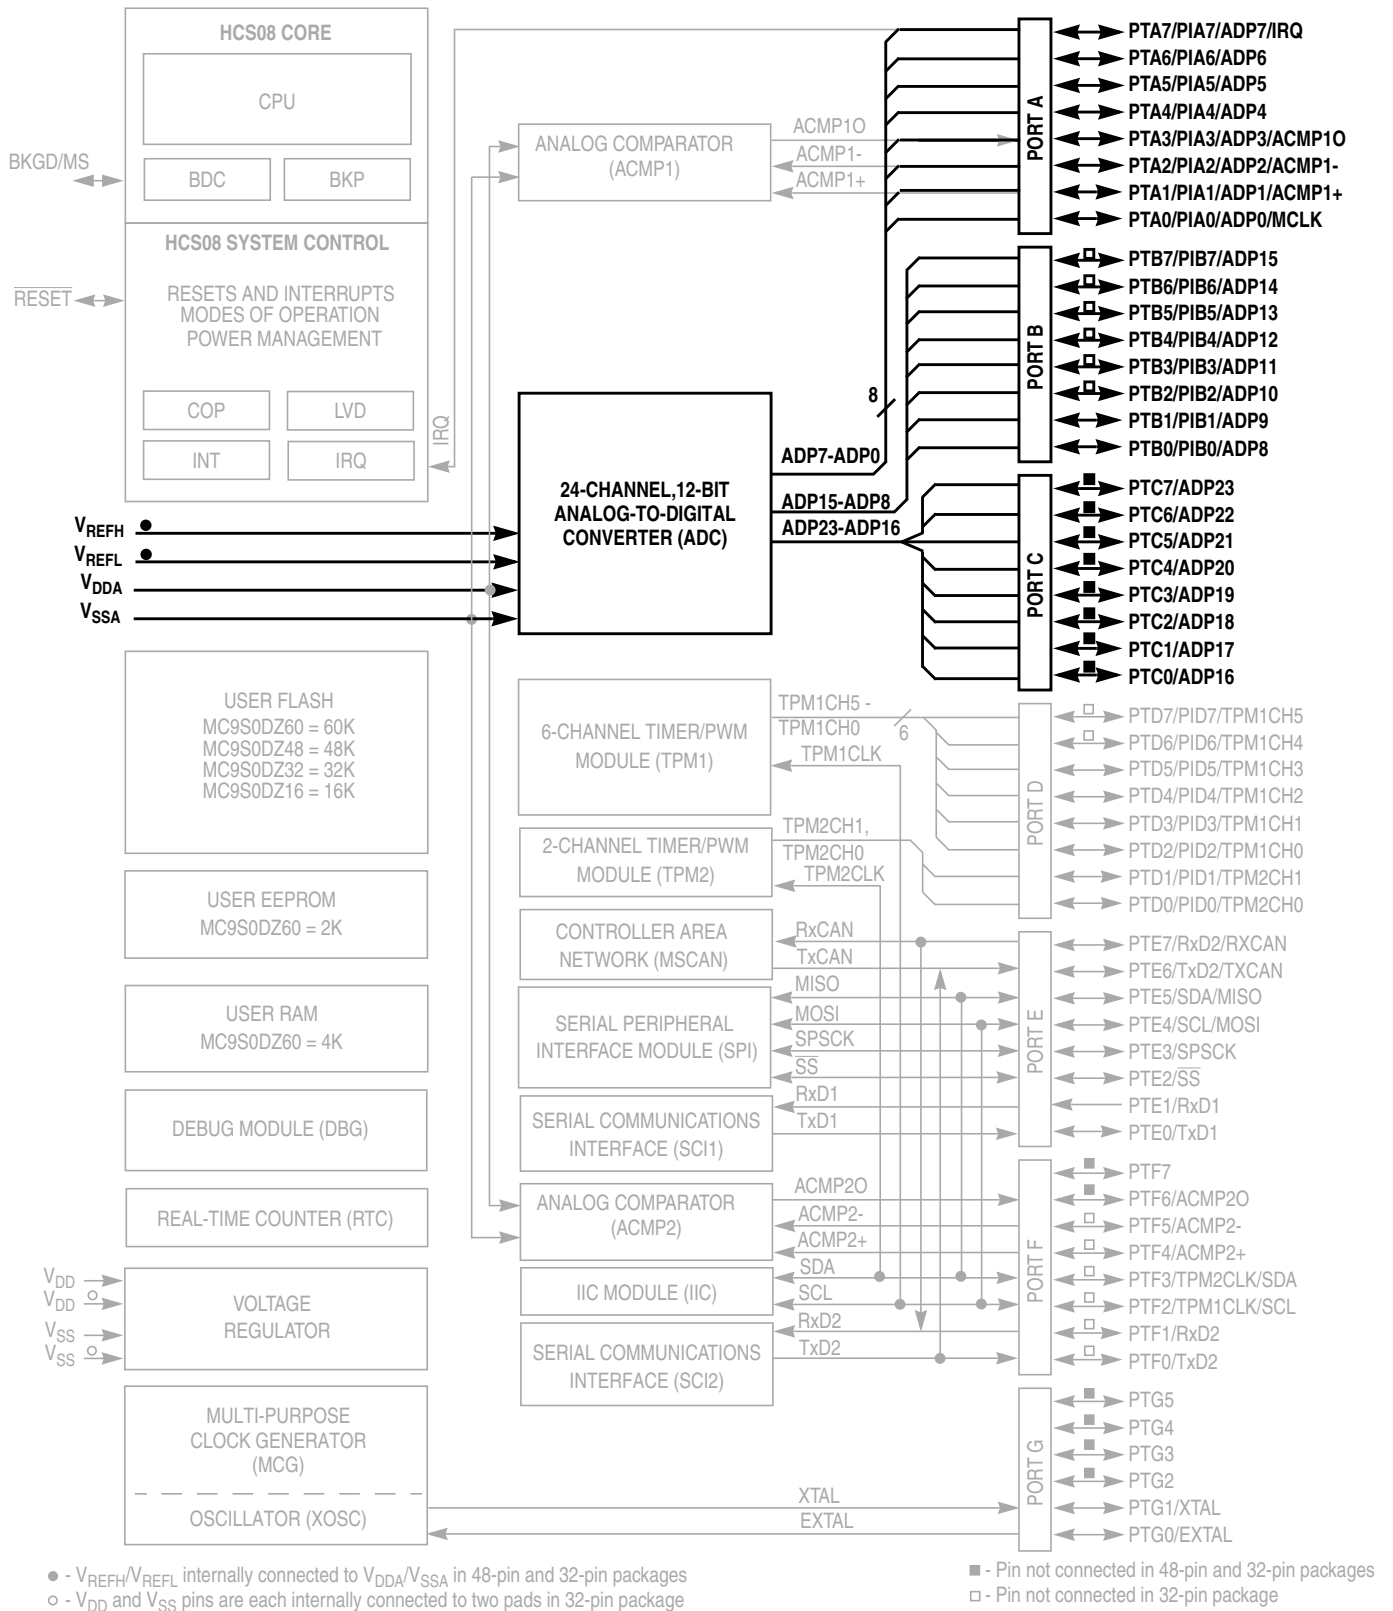 HCS08 CORE
CPU
BDC
BKP
BKGD/MS
HCS08 SYSTEM CONTROL
RESETS AND INTERRUPTS
MODES OF OPERATION
POWER MANAGEMENT
RESET
COP
LVD
INT
IRQ
IRQ
VREFH
VREFL
VDDA
VSSA
USER FLASH
MC9S0DZ60 = 60K
MC9S0DZ48 = 48K
MC9S0DZ32 = 32K
MC9S0DZ16 = 16K
USER EEPROM
MC9S0DZ60 = 2K
USER RAM
MC9S0DZ60 = 4K
DEBUG MODULE (DBG)
REAL-TIME COUNTER (RTC)
VDD
VDD
VSS
VSS
VOLTAGE
REGULATOR
MULTI-PURPOSE
CLOCK GENERATOR
(MCG)
OSCILLATOR (XOSC)
ANALOG COMPARATOR
(ACMP1)
ACMP1O
ACMP1-
ACMP1+
24-CHANNEL,12-BIT
ANALOG-TO-DIGITAL
CONVERTER (ADC)
8
ADP7-ADP0
ADP15-ADP8
ADP23-ADP16
6-CHANNEL TIMER/PWM
MODULE (TPM1)
TPM1CH5 -
TPM1CH0
6
TPM1CLK
2-CHANNEL TIMER/PWM
MODULE (TPM2)
TPM2CH1,
TPM2CH0
TPM2CLK
CONTROLLER AREA
NETWORK (MSCAN)
RxCAN
TxCAN
SERIAL PERIPHERAL
INTERFACE MODULE (SPI)
MISO
MOSI
SPSCK
SS
SERIAL COMMUNICATIONS
INTERFACE (SCI1)
RxD1
TxD1
ANALOG COMPARATOR
(ACMP2)
ACMP2O
ACMP2-
ACMP2+
IIC MODULE (IIC)
SDA
SCL
SERIAL COMMUNICATIONS
INTERFACE (SCI2)
RxD2
TxD2
XTAL
EXTAL
PORT A
PTA7/PIA7/ADP7/IRQ
PTA6/PIA6/ADP6
PTA5/PIA5/ADP5
PTA4/PIA4/ADP4
PTA3/PIA3/ADP3/ACMP1O
PTA2/PIA2/ADP2/ACMP1-
PTA1/PIA1/ADP1/ACMP1+
PTA0/PIA0/ADP0/MCLK
PORT B
PTB7/PIB7/ADP15
PTB6/PIB6/ADP14
PTB5/PIB5/ADP13
PTB4/PIB4/ADP12
PTB3/PIB3/ADP11
PTB2/PIB2/ADP10
PTB1/PIB1/ADP9
PTB0/PIB0/ADP8
PORT C
PTC7/ADP23
PTC6/ADP22
PTC5/ADP21
PTC4/ADP20
PTC3/ADP19
PTC2/ADP18
PTC1/ADP17
PTC0/ADP16
PORT D
PTD7/PID7/TPM1CH5
PTD6/PID6/TPM1CH4
PTD5/PID5/TPM1CH3
PTD4/PID4/TPM1CH2
PTD3/PID3/TPM1CH1
PTD2/PID2/TPM1CH0
PTD1/PID1/TPM2CH1
PTD0/PID0/TPM2CH0
PORT E
PTE7/RxD2/RXCAN
PTE6/TxD2/TXCAN
PTE5/SDA/MISO
PTE4/SCL/MOSI
PTE3/SPSCK
PTE2/SS
PTE1/RxD1
PTE0/TxD1
PORT F
PTF7
PTF6/ACMP2O
PTF5/ACMP2-
PTF4/ACMP2+
PTF3/TPM2CLK/SDA
PTF2/TPM1CLK/SCL
PTF1/RxD2
PTF0/TxD2
PORT G
PTG5
PTG4
PTG3
PTG2
PTG1/XTAL
PTG0/EXTAL
● - VREFH/VREFL internally connected to VDDA/VSSA in 48-pin and 32-pin packages
○ - VDD and VSS pins are each internally connected to two pads in 32-pin package
■ - Pin not connected in 48-pin and 32-pin packages
□ - Pin not connected in 32-pin package